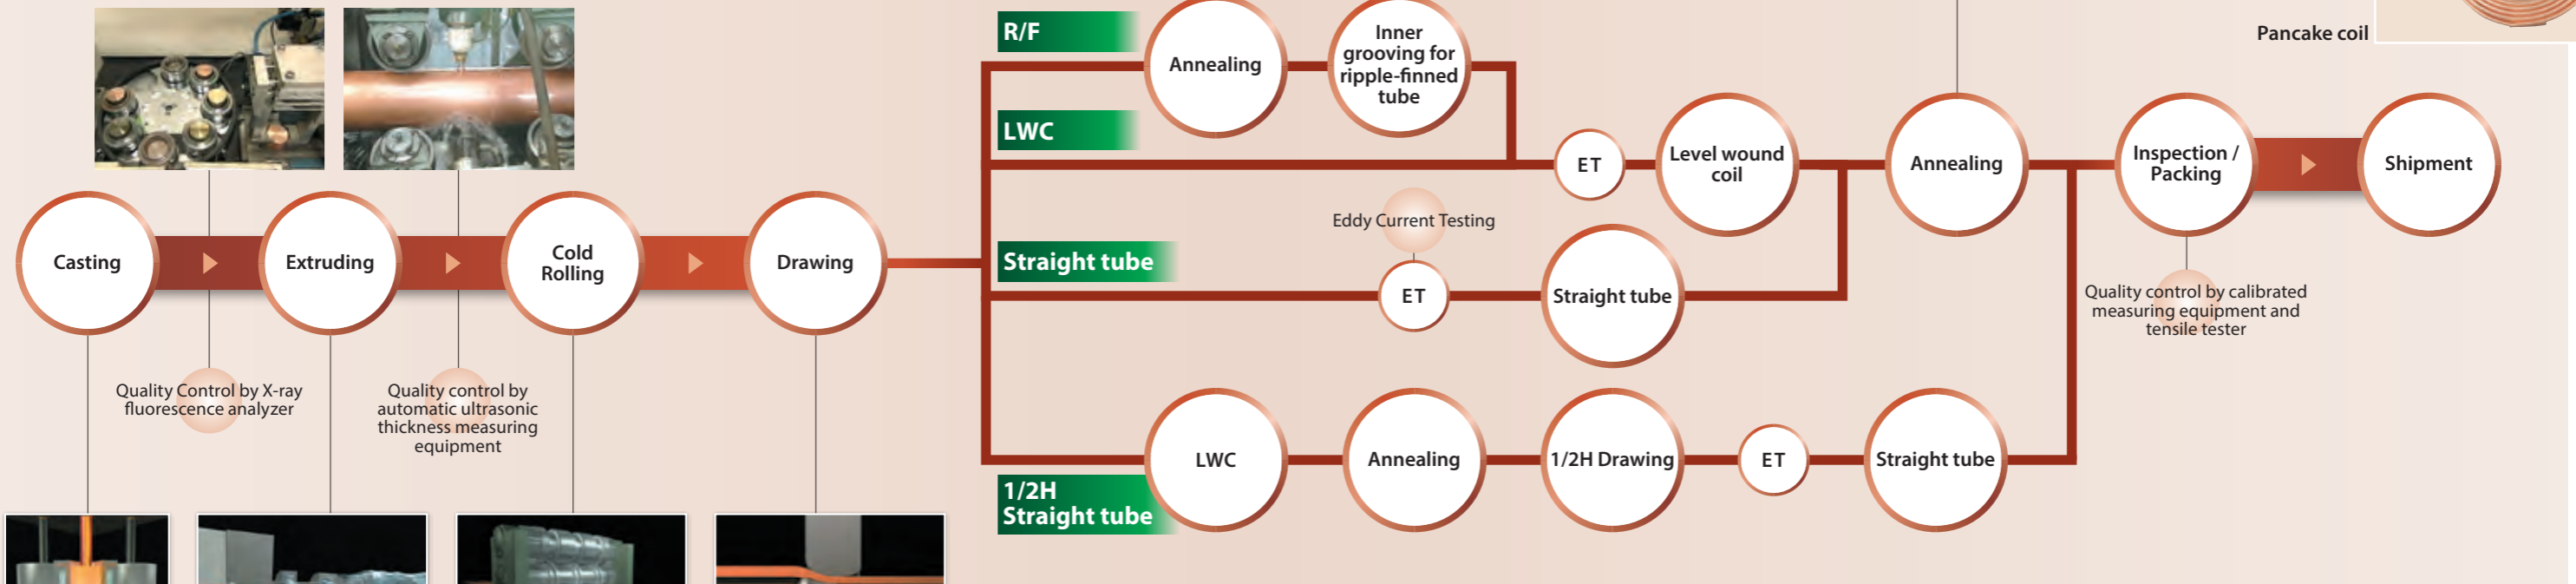 Pancake coil
R/F
Annealing
Inner
grooving for
ripple-finned
tube
LWC
ET
Level wound
coil
Annealing
Inspection /
Packing
Shipment
Casting
Extruding
Cold
Rolling
Drawing
Eddy Current Testing
Straight tube
ET
Straight tube
Quality control by calibrated
measuring equipment and
tensile tester
Quality Control by X-ray
fluorescence analyzer
Quality control by
automatic ultrasonic
thickness measuring
equipment
1/2H
Straight tube
LWC
Annealing
1/2H Drawing
ET
Straight tube